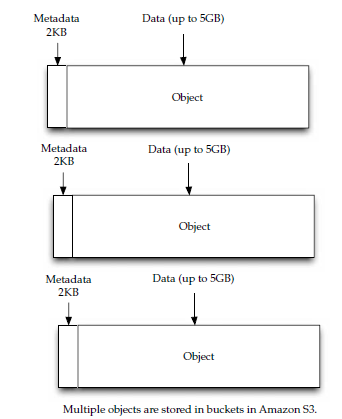 Metadata
2KB
Data (up to 5GB)
Object
Metadata
2KB
Data (up to 5GB)
Object
Metadata
2KB
Data (up to 5GB)
Object
Multiple objects are stored in buckets in Amazon S3.